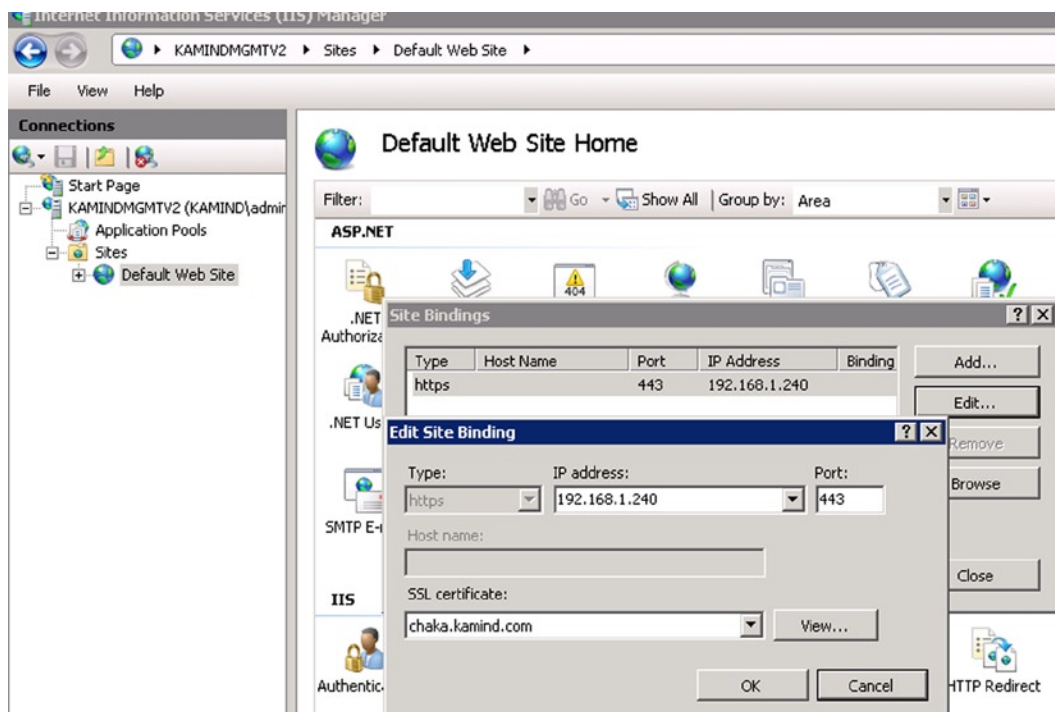 Internet Information Services (IIS) Manager
KAMINDMGMTV2 Sites Default Web Site
File View Help
Connections
Start Page
KAMINDMGMTV2 (KAMIND\admir
Application Pools
Sites
Default Web Site
Default Web Site Home
Filter: Go Show All Group by: Area
ASP.NET
404
.NET
Authoriza
.NET Us
SMTP E-
IIS
Authentic
HTTP Redirect
Site Bindings
Type Host Name Port IP Address Binding
https 443 192.168.1.240
Add...
Edit...
Remove
Browse
Close
Edit Site Binding
Type: IP address: Port:
https 192.168.1.240 443
Host name:
SSL certificate:
chaka.kamind.com View...
OK Cancel